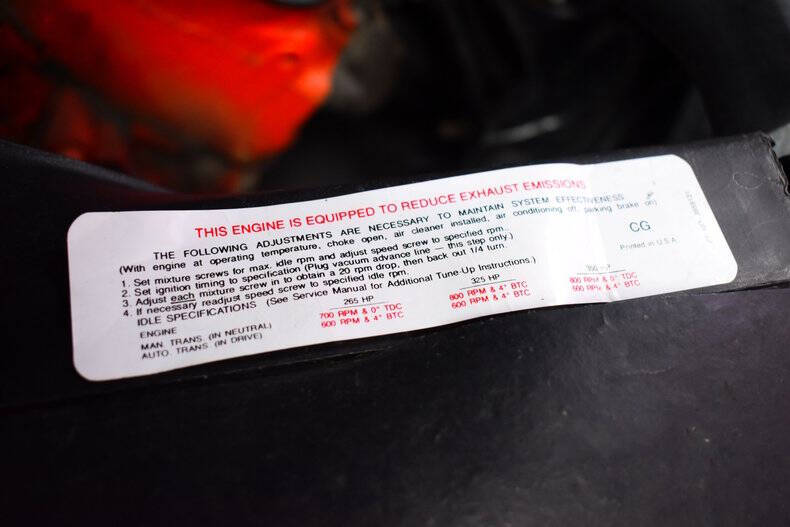 THIS ENGINE IS EQUIPPED TO REDUCE EXHAUST EMISSIONS
THE FOLLOWING ADJUSTMENTS ARE NECESSARY TO MAINTAIN SYSTEM EFFECTIVENESS
(With engine at operating temperature, choke open, air cleaner installed, air conditioning off, parking brake on)
1. Set mixture screws for max. idle rpm and adjust speed screw to specified rpm.
2. Set ignition timing to specification (Plug vacuum advance line — this step only.)
3. Adjust each mixture screw in to obtain a 20 rpm drop, then back out 1/4 turn.
4. If necessary readjust speed screw to specified idle rpm.
IDLE SPECIFICATIONS (See Service Manual for Additional Tune-Up Instructions.)
ENGINE 265 HP 325 HP HP
MAN. TRANS. (IN NEUTRAL) 700 RPM & 0° TDC 800 RPM & 4° BTC 800 RPM & 0° TDC
AUTO. TRANS. (IN DRIVE) 600 RPM & 4° BTC 600 RPM & 4° BTC RPM & 4° BTC
CG
Printed in U.S.A.